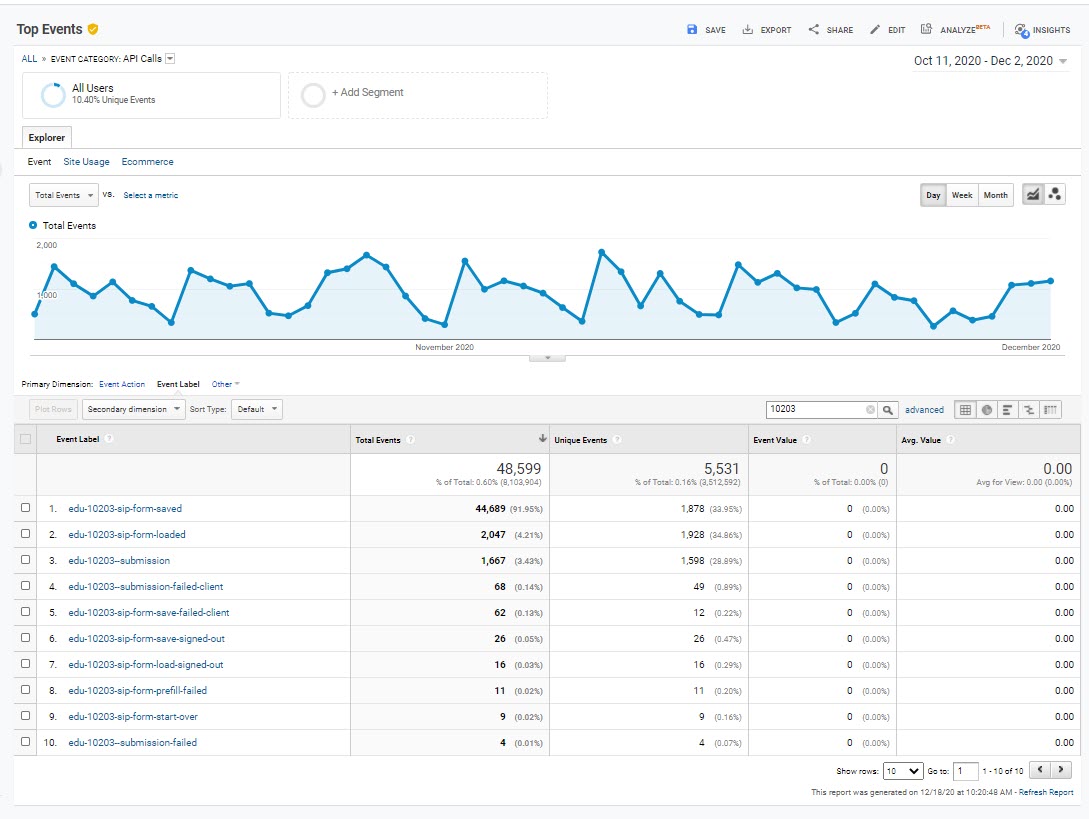 Top Events
SAVE EXPORT SHARE EDIT ANALYZE BETA 4 INSIGHTS
ALL » EVENT CATEGORY: API Calls
Oct 11, 2020 - Dec 2, 2020
All Users
10.40% Unique Events
+ Add Segment
Explorer
Event Site Usage Ecommerce
Total Events VS. Select a metric
Day Week Month
Total Events
2,000
1,000
November 2020 December 2020
Primary Dimension: Event Action Event Label Other
Plot Rows Secondary dimension Sort Type: Default 10203 advanced
Event Label ? Total Events ? Unique Events ? Event Value ? Avg. Value ?
48,599 5,531 0 0.00
% of Total: 0.60% (8,103,904) % of Total: 0.16% (3,512,592) % of Total: 0.00% (0) Avg for View: 0.00 (0.00%)
1. edu-10203-sip-form-saved 44,689 (91.95%) 1,878 (33.95%) 0 (0.00%) 0.00
2. edu-10203-sip-form-loaded 2,047 (4.21%) 1,928 (34.86%) 0 (0.00%) 0.00
3. edu-10203--submission 1,667 (3.43%) 1,598 (28.89%) 0 (0.00%) 0.00
4. edu-10203--submission-failed-client 68 (0.14%) 49 (0.89%) 0 (0.00%) 0.00
5. edu-10203-sip-form-save-failed-client 62 (0.13%) 12 (0.22%) 0 (0.00%) 0.00
6. edu-10203-sip-form-save-signed-out 26 (0.05%) 26 (0.47%) 0 (0.00%) 0.00
7. edu-10203-sip-form-load-signed-out 16 (0.03%) 16 (0.29%) 0 (0.00%) 0.00
8. edu-10203-sip-form-prefill-failed 11 (0.02%) 11 (0.20%) 0 (0.00%) 0.00
9. edu-10203-sip-form-start-over 9 (0.02%) 9 (0.16%) 0 (0.00%) 0.00
10. edu-10203--submission-failed 4 (0.01%) 4 (0.07%) 0 (0.00%) 0.00
Show rows: 10 Go to: 1 1 - 10 of 10
This report was generated on 12/18/20 at 10:20:48 AM - Refresh Report